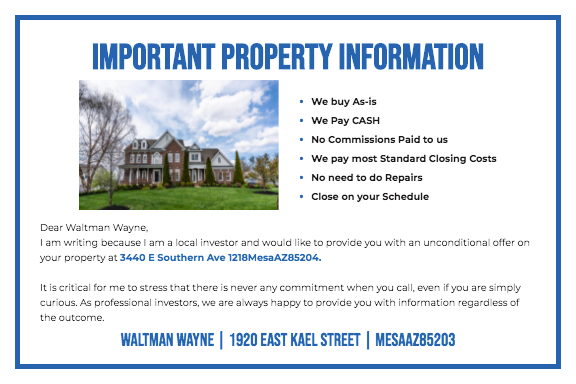 IMPORTANT PROPERTY INFORMATION
• We buy As-is
• We Pay CASH
• No Commissions Paid to us
• We pay most Standard Closing Costs
• No need to do Repairs
• Close on your Schedule
Dear Waltman Wayne,
I am writing because I am a local investor and would like to provide you with an unconditional offer on
your property at 3440 E Southern Ave 1218MesaAZ85204.
It is critical for me to stress that there is never any commitment when you call, even if you are simply
curious. As professional investors, we are always happy to provide you with information regardless of
the outcome.
WALTMAN WAYNE | 1920 EAST KAEL STREET | MESAAZ85203